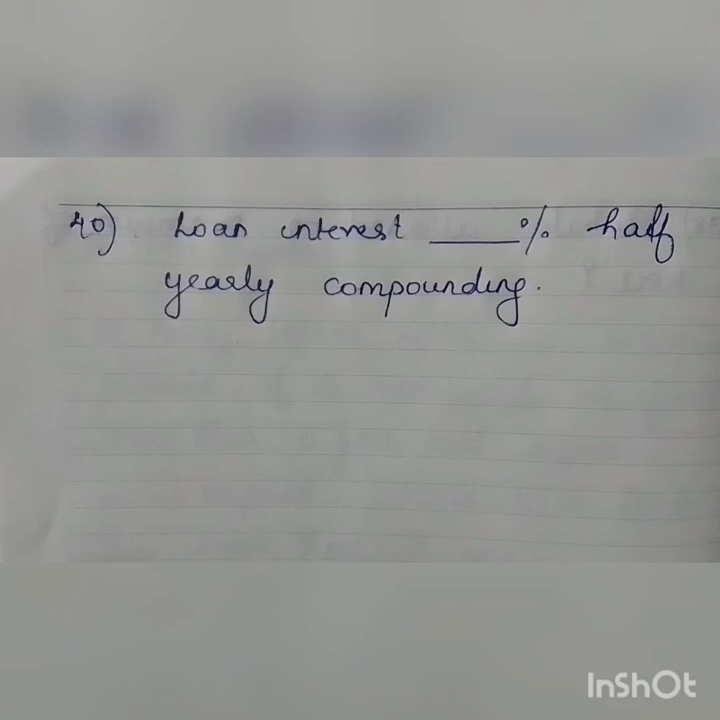 40) Loan interest ____% half
yearly compounding.
InShOt